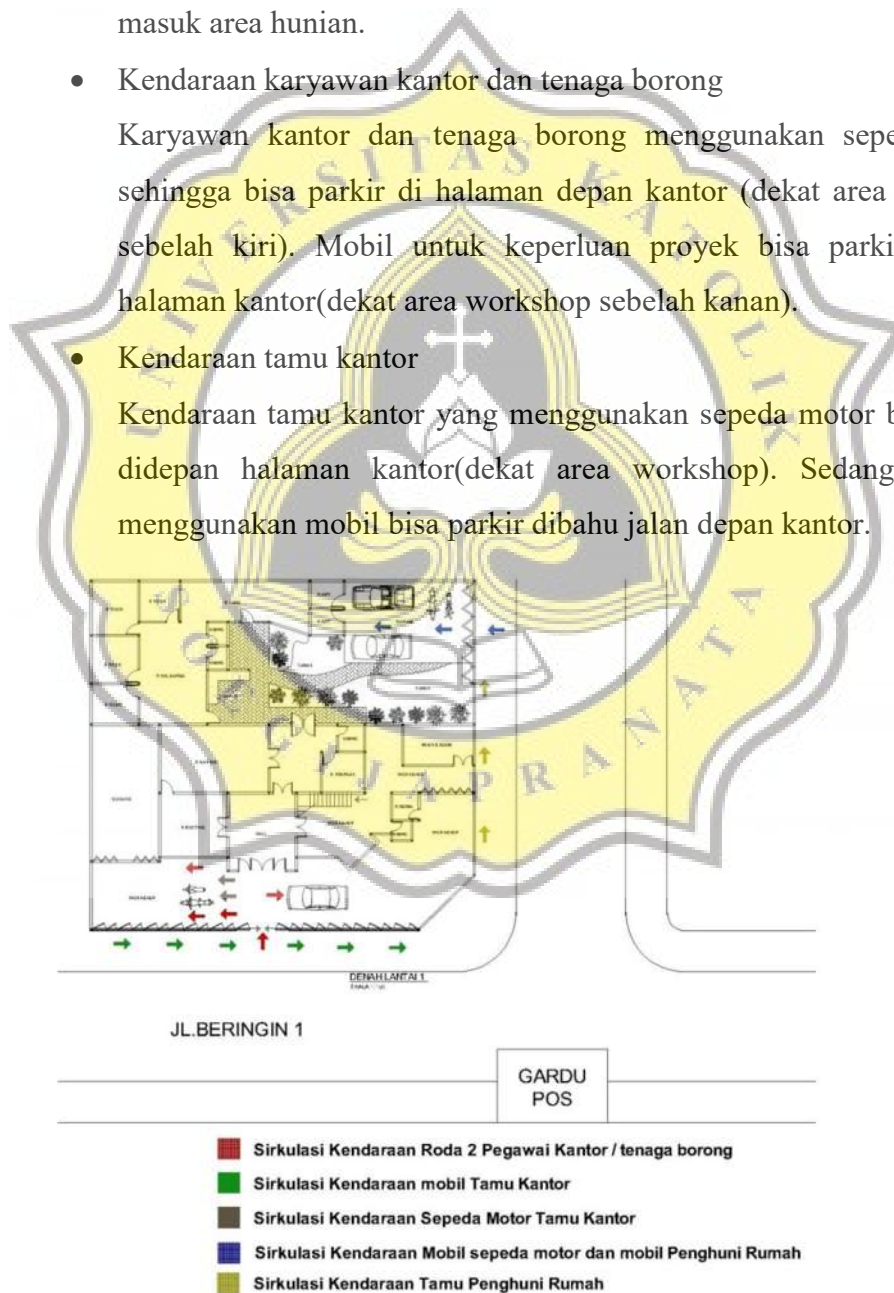 masuk area hunian.
• Kendaraan karyawan kantor dan tenaga borong
Karyawan kantor dan tenaga borong menggunakan sepe
sehingga bisa parkir di halaman depan kantor (dekat area
sebelah kiri). Mobil untuk keperluan proyek bisa parki
halaman kantor(dekat area workshop sebelah kanan).
• Kendaraan tamu kantor
Kendaraan tamu kantor yang menggunakan sepeda motor b
didepan halaman kantor(dekat area workshop). Sedang
menggunakan mobil bisa parkir dibahu jalan depan kantor.
UNIVERSITAS KATOLIK
SOEGIJAPRANATA
DENAH LANTAI 1
JL.BERINGIN 1
GARDU
POS
Sirkulasi Kendaraan Roda 2 Pegawai Kantor / tenaga borong
Sirkulasi Kendaraan mobil Tamu Kantor
Sirkulasi Kendaraan Sepeda Motor Tamu Kantor
Sirkulasi Kendaraan Mobil sepeda motor dan mobil Penghuni Rumah
Sirkulasi Kendaraan Tamu Penghuni Rumah